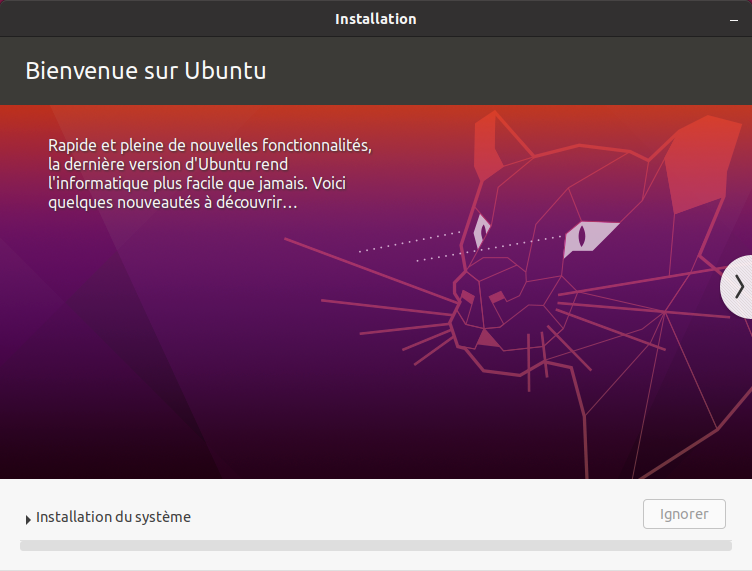 Installation
Bienvenue sur Ubuntu
Rapide et pleine de nouvelles fonctionnalités,
la dernière version d'Ubuntu rend
l'informatique plus facile que jamais. Voici
quelques nouveautés à découvrir…
Installation du système
Ignorer